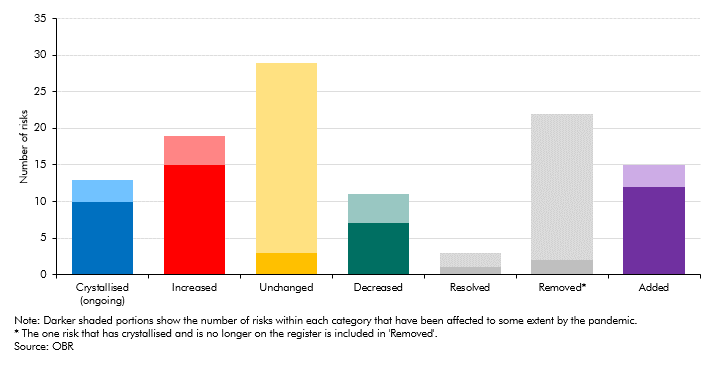 35
30
25
20
15
10
5
0
Number of risks
Crystallised
(ongoing)
Increased
Unchanged
Decreased
Resolved
Removed*
Added
Note: Darker shaded portions show the number of risks within each category that have been affected to some extent by the pandemic.
* The one risk that has crystallised and is no longer on the register is included in 'Removed'.
Source: OBR